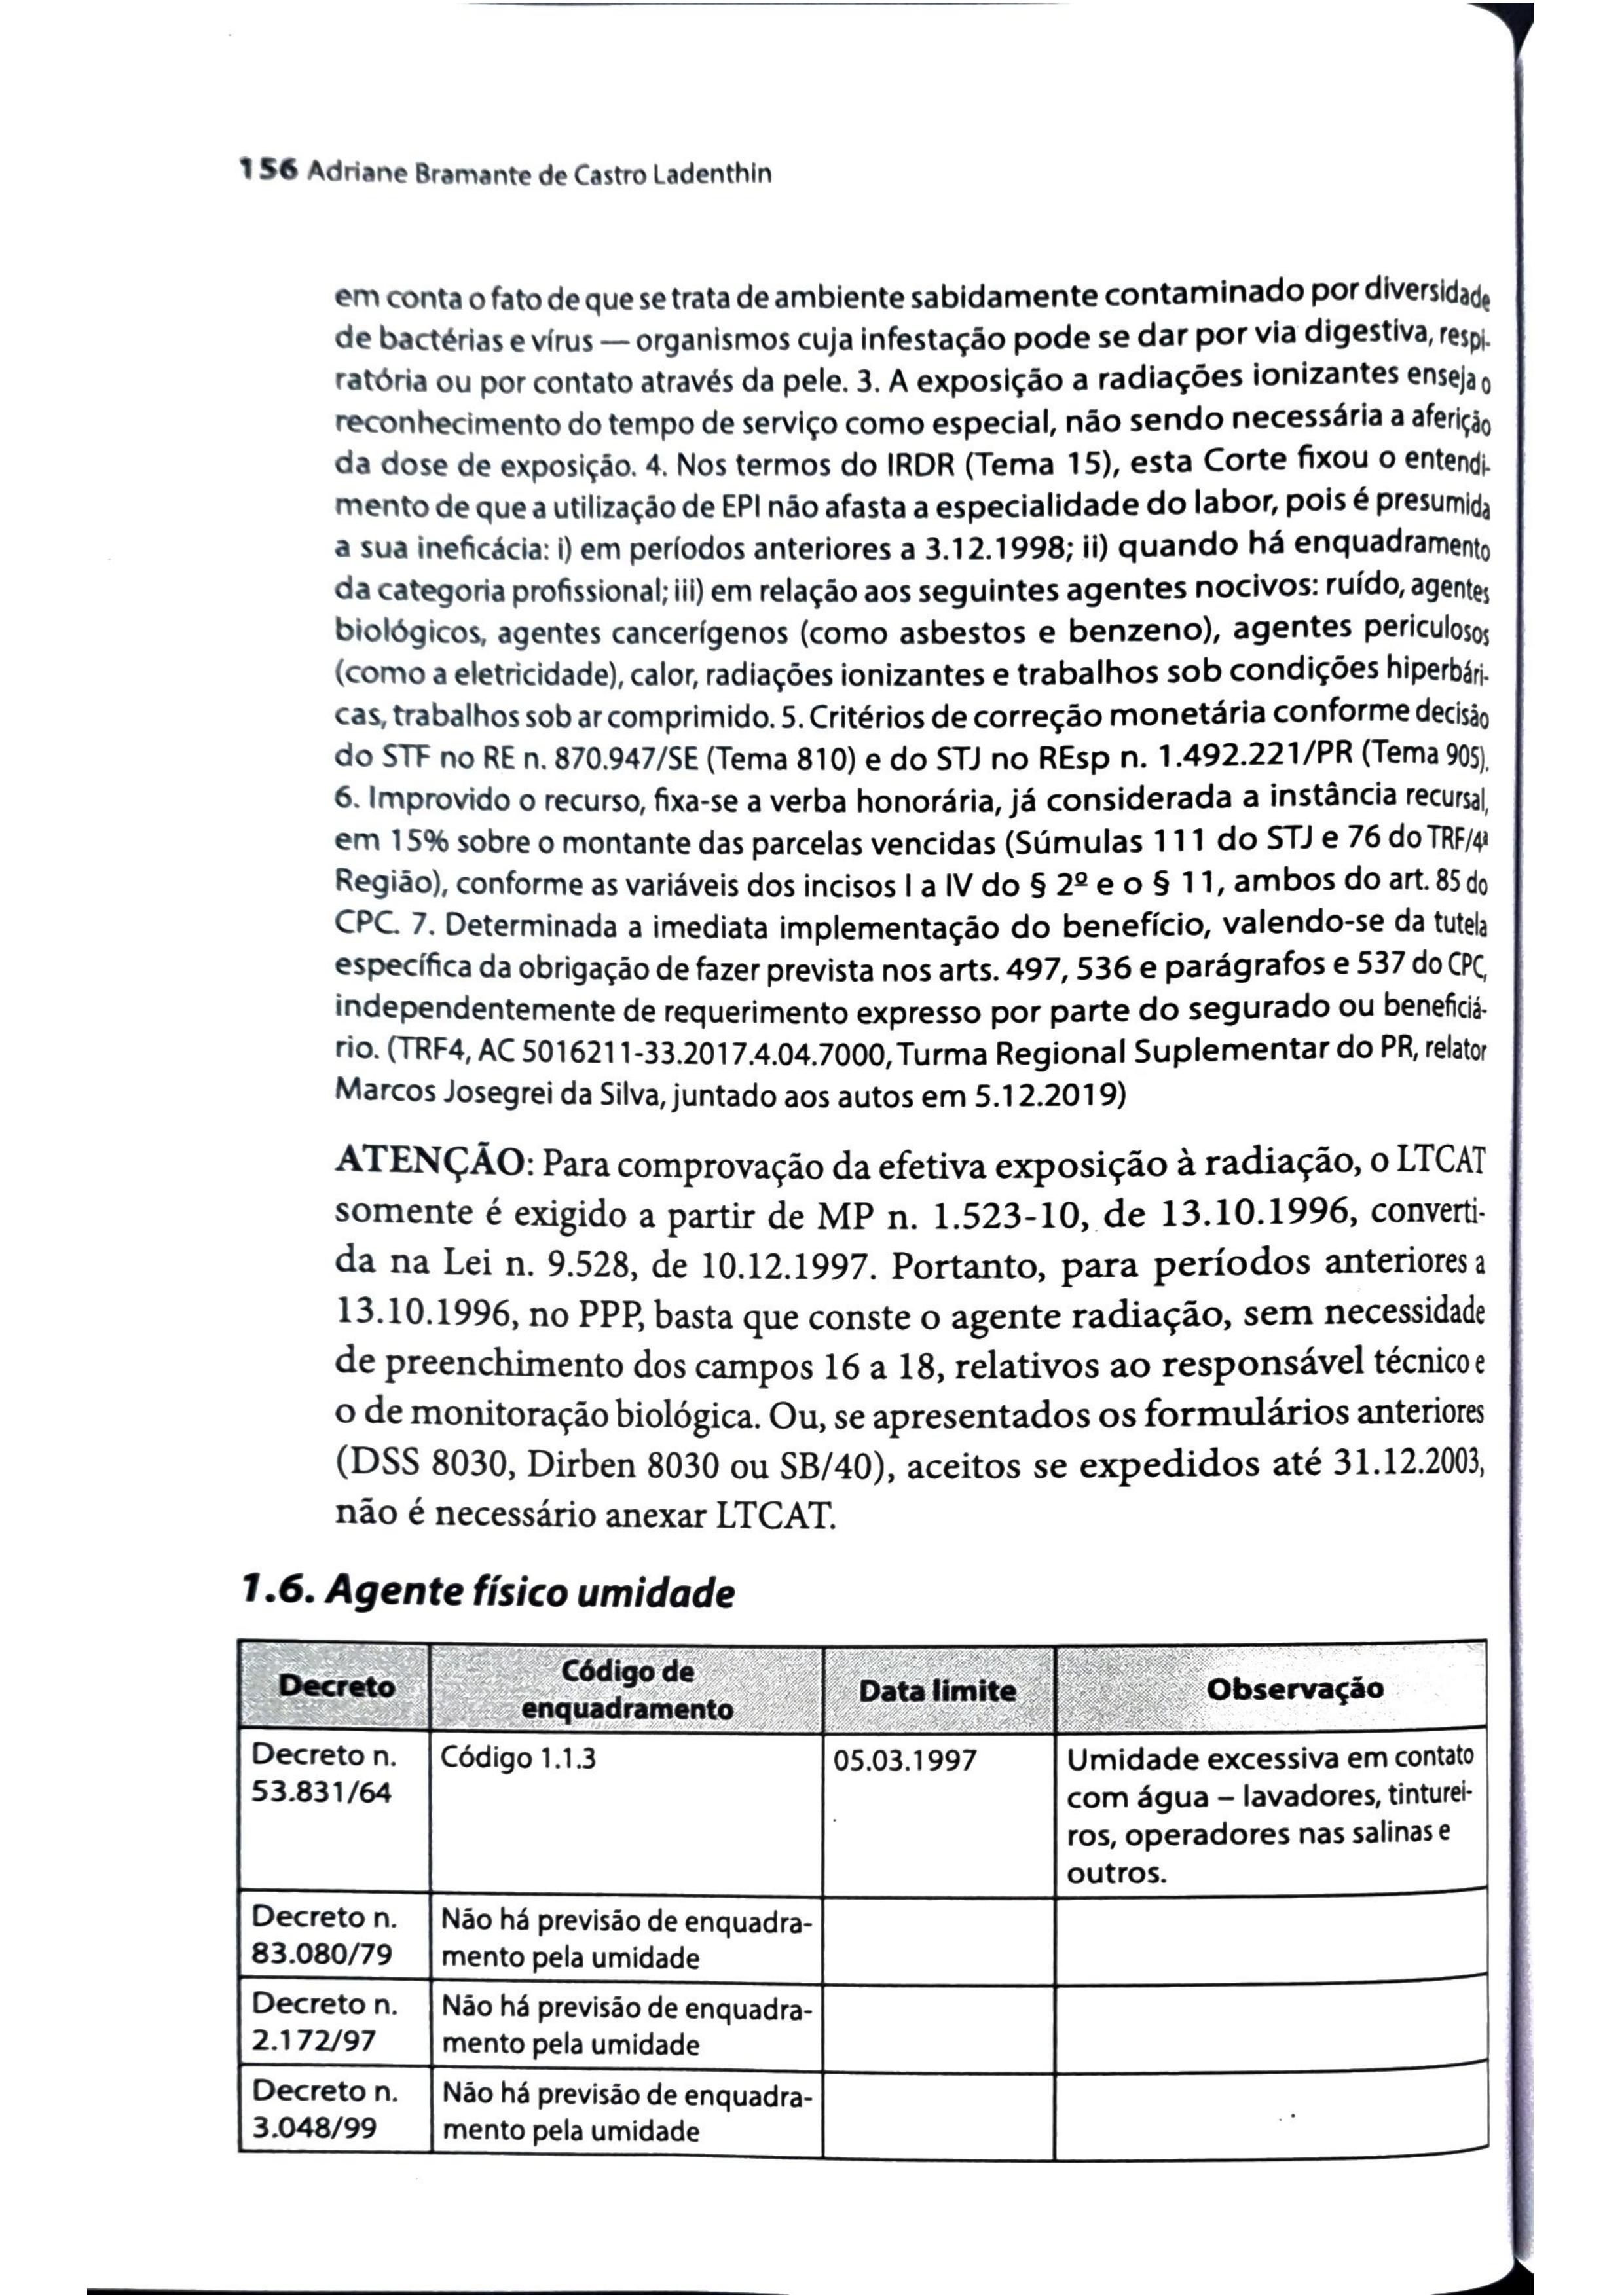 156 Adriane Bramante de Castro Ladenthin
em conta o fato de que se trata de ambiente sabidamente contaminado por diversidade
de bactérias e vírus — organismos cuja infestação pode se dar por via digestiva, respi-
ratória ou por contato através da pele. 3. A exposição a radiações ionizantes enseja o
reconhecimento do tempo de serviço como especial, não sendo necessária a aferição
da dose de exposição. 4. Nos termos do IRDR (Tema 15), esta Corte fixou o entendi-
mento de que a utilização de EPI não afasta a especialidade do labor, pois é presumida
a sua ineficácia: i) em períodos anteriores a 3.12.1998; ii) quando há enquadramento
da categoria profissional; iii) em relação aos seguintes agentes nocivos: ruído, agentes
biológicos, agentes cancerígenos (como asbestos e benzeno), agentes periculosos
(como a eletricidade), calor, radiações ionizantes e trabalhos sob condições hiperbári-
cas, trabalhos sob ar comprimido. 5. Critérios de correção monetária conforme decisão
do STF no RE n. 870.947/SE (Tema 810) e do STJ no REsp n. 1.492.221/PR (Tema 905).
6. Improvido o recurso, fixa-se a verba honorária, já considerada a instância recursal,
em 15% sobre o montante das parcelas vencidas (Súmulas 111 do STJ e 76 do TRF/4ª
Região), conforme as variáveis dos incisos I a IV do § 2º e o § 11, ambos do art. 85 do
CPC. 7. Determinada a imediata implementação do benefício, valendo-se da tutela
específica da obrigação de fazer prevista nos arts. 497, 536 e parágrafos e 537 do CPC,
independentemente de requerimento expresso por parte do segurado ou beneficiá-
rio. (TRF4, AC 5016211-33.2017.4.04.7000, Turma Regional Suplementar do PR, relator
Marcos Josegrei da Silva, juntado aos autos em 5.12.2019)
ATENÇÃO: Para comprovação da efetiva exposição à radiação, o LTCAT
somente é exigido a partir de MP n. 1.523-10, de 13.10.1996, converti-
da na Lei n. 9.528, de 10.12.1997. Portanto, para períodos anteriores a
13.10.1996, no PPP, basta que conste o agente radiação, sem necessidade
de preenchimento dos campos 16 a 18, relativos ao responsável técnico e
o de monitoração biológica. Ou, se apresentados os formulários anteriores
(DSS 8030, Dirben 8030 ou SB/40), aceitos se expedidos até 31.12.2003,
não é necessário anexar LTCAT.
1.6. Agente físico umidade
Decreto
Código de
enquadramento
Data limite
Observação
Decreto n.
53.831/64
Código 1.1.3
05.03.1997
Umidade excessiva em contato
com água – lavadores, tinturei-
ros, operadores nas salinas e
outros.
Decreto n.
83.080/79
Não há previsão de enquadra-
mento pela umidade
Decreto n.
2.172/97
Não há previsão de enquadra-
mento pela umidade
Decreto n.
3.048/99
Não há previsão de enquadra-
mento pela umidade